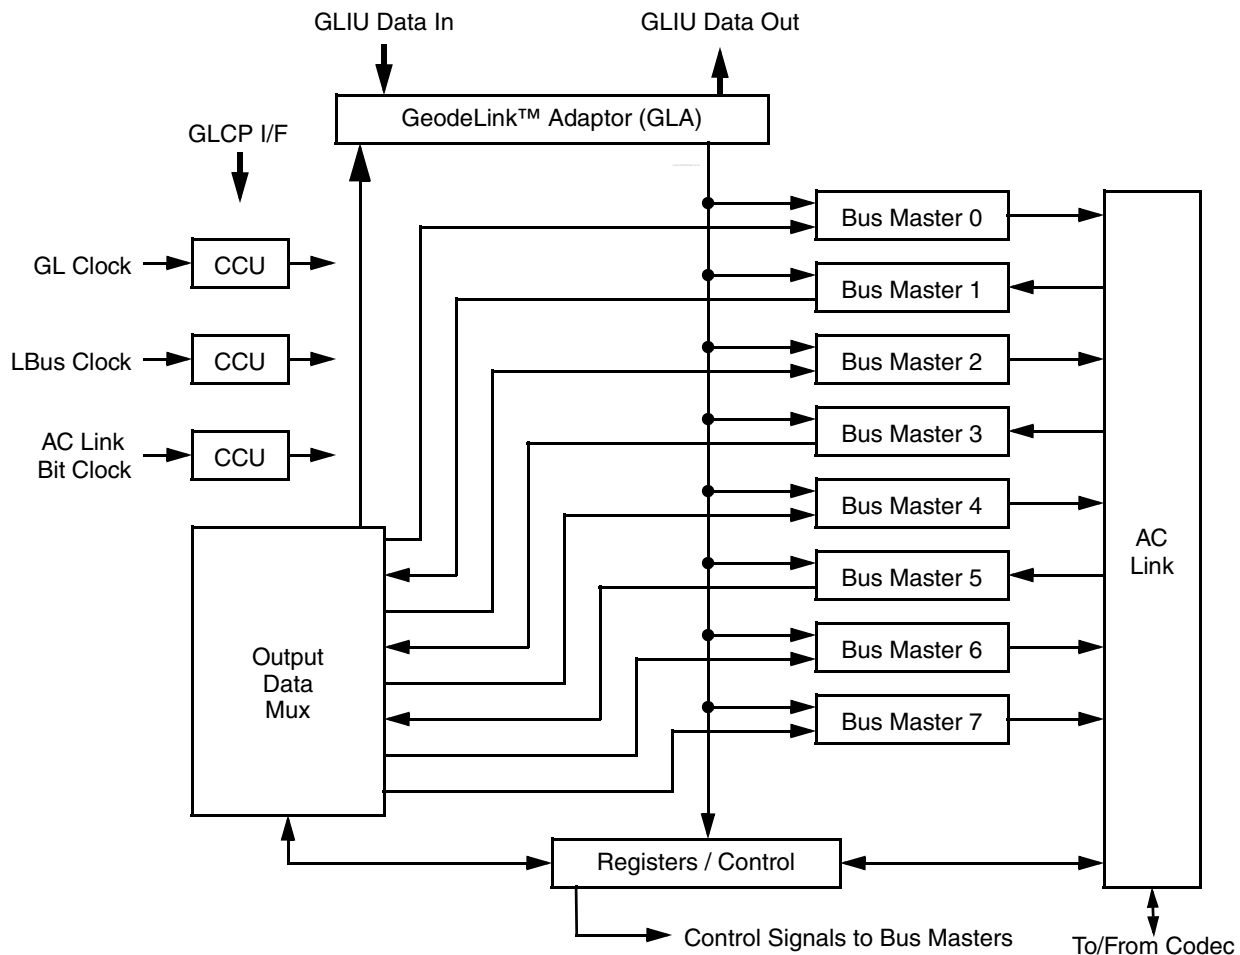 GLIU Data In
GLIU Data Out
GeodeLink™ Adaptor (GLA)
GLCP I/F
GL Clock
CCU
LBus Clock
CCU
AC Link
Bit Clock
CCU
Bus Master 0
Bus Master 1
Bus Master 2
Bus Master 3
Bus Master 4
Bus Master 5
Bus Master 6
Bus Master 7
AC
Link
Output
Data
Mux
Registers / Control
Control Signals to Bus Masters
To/From Codec